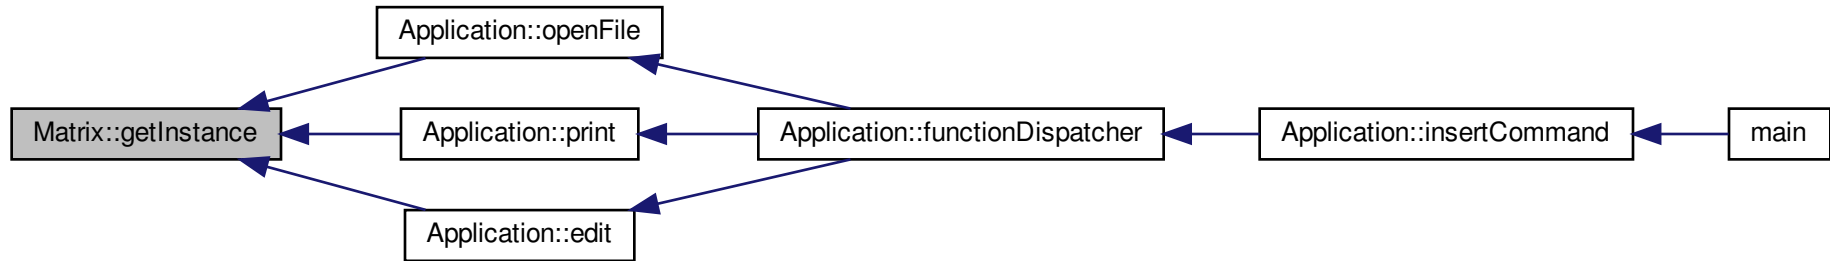 Application::openFile
Matrix::getInstance
Application::print
Application::functionDispatcher
Application::insertCommand
main
Application::edit